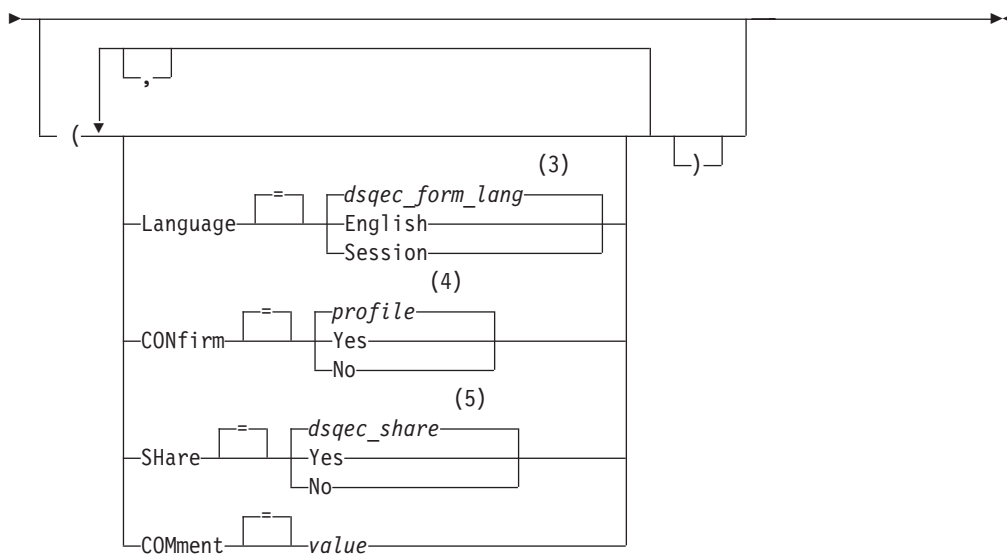 ,
(
)
(3)
Language = dsqec_form_lang
English
Session
(4)
CONfirm = profile
Yes
No
(5)
SHare = dsqec_share
Yes
No
COMment = value